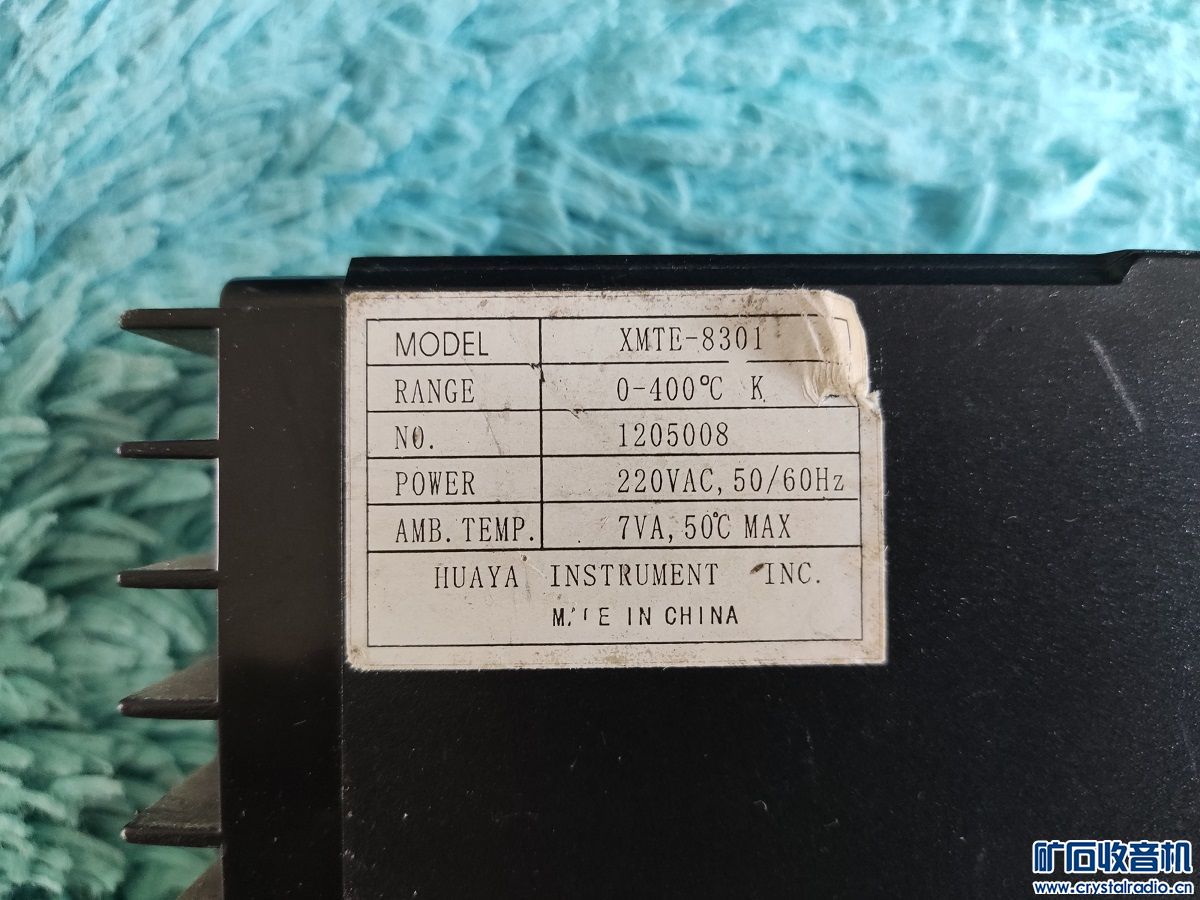 MODEL XMTE-8301
RANGE 0-400℃ K
NO. 1205008
POWER 220VAC, 50/60Hz
AMB. TEMP. 7VA, 50℃ MAX
HUAYA INSTRUMENT INC.
IN CHINA
矿石收音机
www.crystalradio.cn